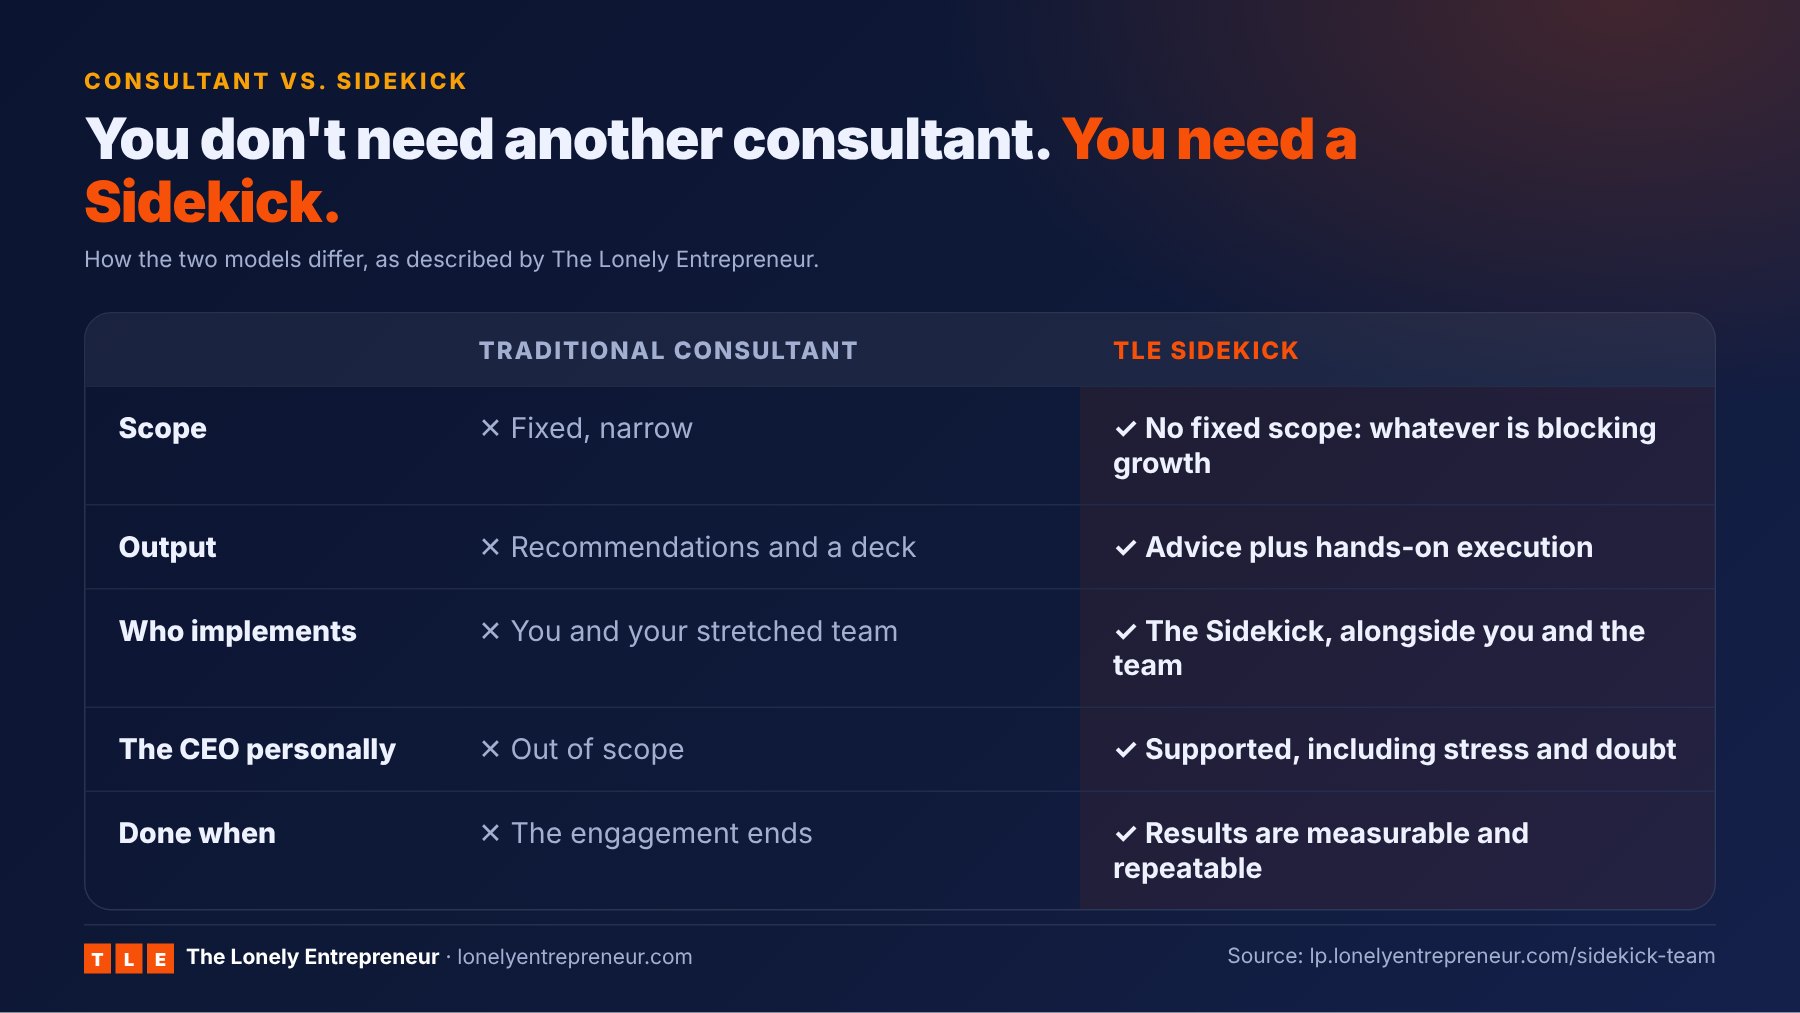 CONSULTANT VS. SIDEKICK
You don't need another consultant. You need a
Sidekick.
How the two models differ, as described by The Lonely Entrepreneur.
TRADITIONAL CONSULTANT
TLE SIDEKICK
Scope
✕ Fixed, narrow
✓ No fixed scope: whatever is blocking
growth
Output
✕ Recommendations and a deck
✓ Advice plus hands-on execution
Who implements
✕ You and your stretched team
✓ The Sidekick, alongside you and the
team
The CEO personally
✕ Out of scope
✓ Supported, including stress and doubt
Done when
✕ The engagement ends
✓ Results are measurable and
repeatable
T L E The Lonely Entrepreneur · lonelyentrepreneur.com
Source: lp.lonelyentrepreneur.com/sidekick-team